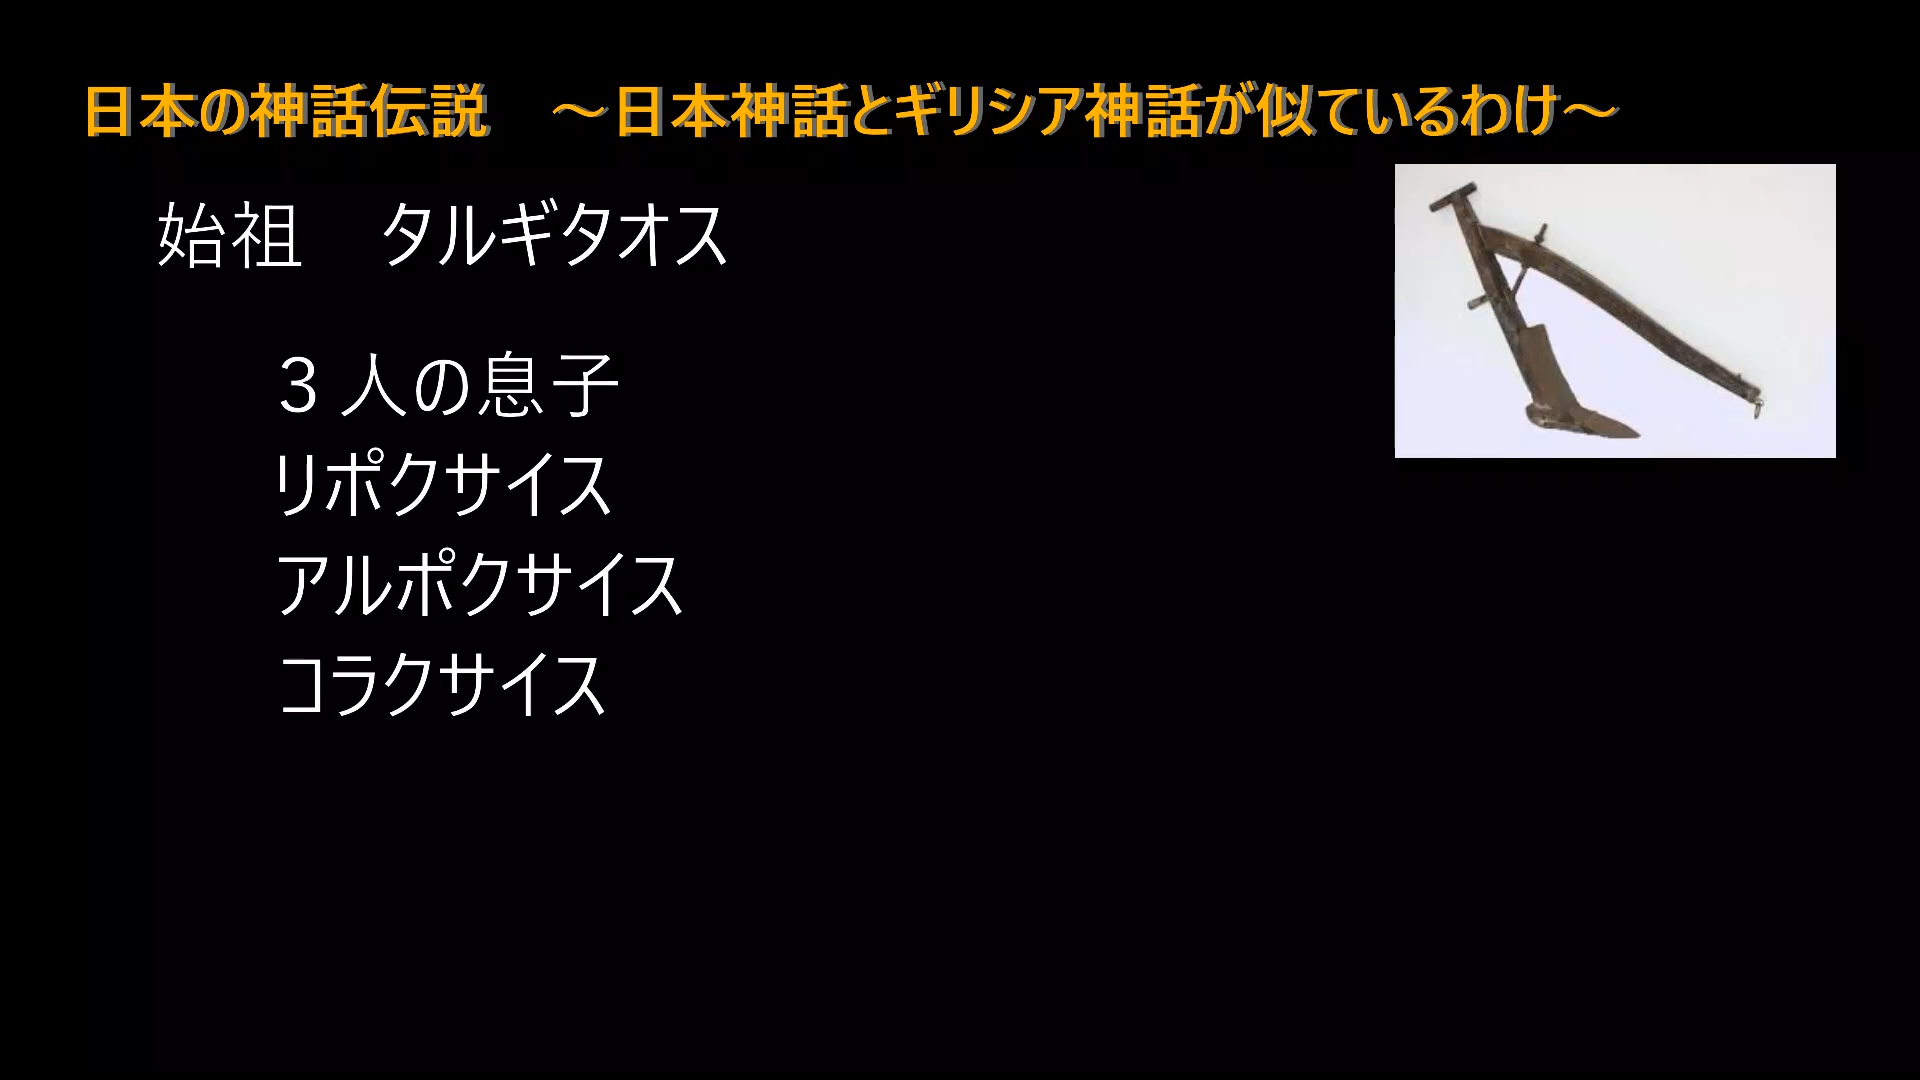 日本の神話伝説　～日本神話とギリシア神話が似ているわけ～
始祖　タルギタオス
３人の息子
リポクサイス
アルポクサイス
コラクサイス